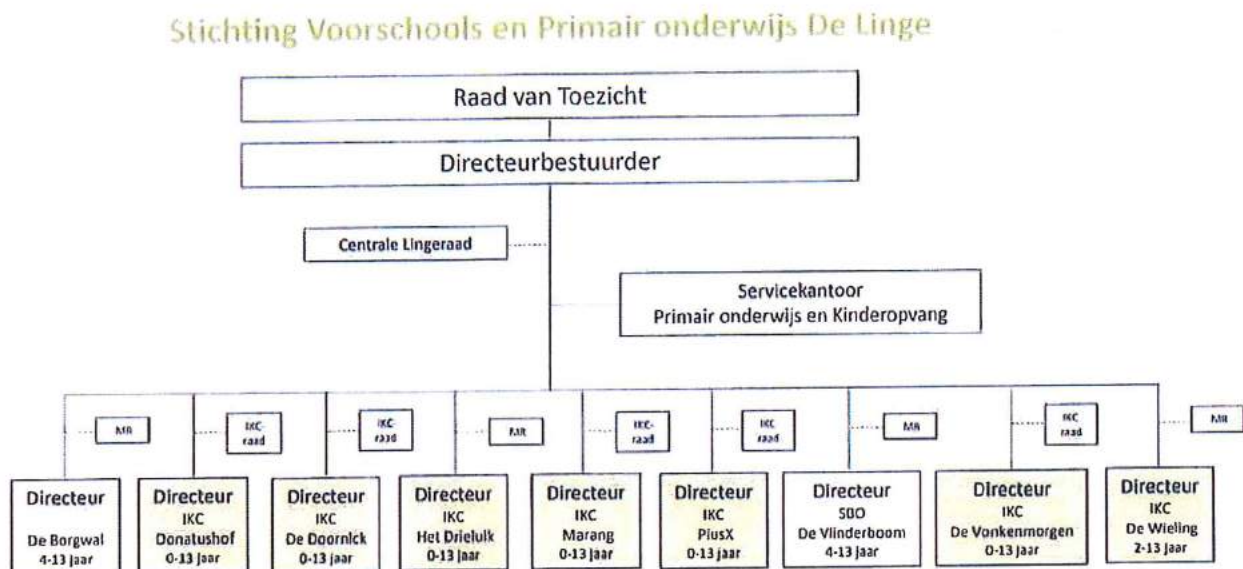 Stichting Voorschools en Primair onderwijs De Linge
Raad van Toezicht
Directeurbestuurder
Centrale Lingeraad
Servicekantoor
Primair onderwijs en Kinderopvang
MR
IKC-
raad
IKC-
raad
MR
IKC-
raad
IKC
raad
MR
IKC
raad
MR
Directeur
De Borgwal
4-13 jaar
Directeur
IKC
Donatushof
0-13 jaar
Directeur
IKC
De Doornick
0-13 jaar
Directeur
IKC
Het Drieluik
0-13 jaar
Directeur
IKC
Marang
0-13 jaar
Directeur
IKC
PiusX
0-13 jaar
Directeur
SBO
De Vlinderboom
4-13 jaar
Directeur
IKC
De Vonkenmorgen
0-13 jaar
Directeur
IKC
De Wieling
2-13 jaar